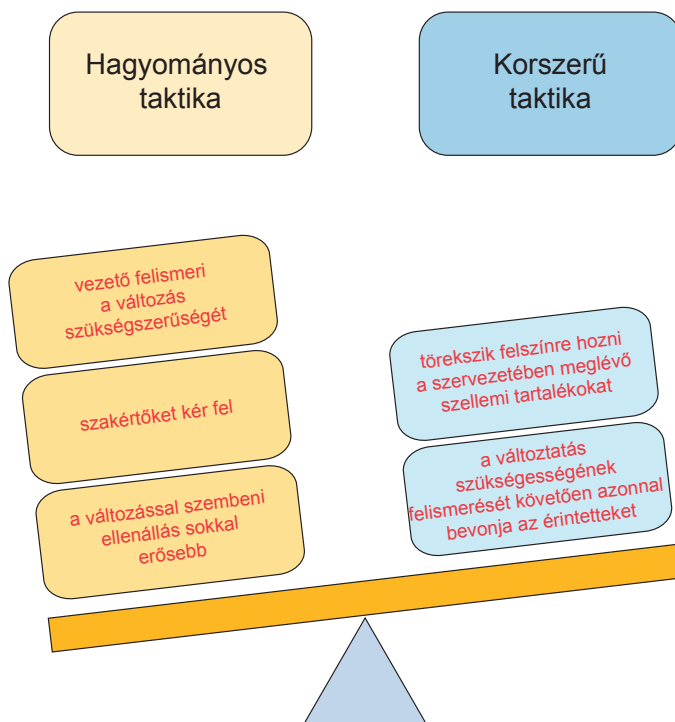 Hagyományos
taktika
Korszerű
taktika
vezető felismeri
a változás
szükségszerűségét
szakértőket kér fel
a változással szembeni
ellenállás sokkal
erősebb
törekszik felszínre hozni
a szervezetében meglévő
szellemi tartalékokat
a változtatás
szükségességének
felismerését követően azonnal
bevonja az érintetteket